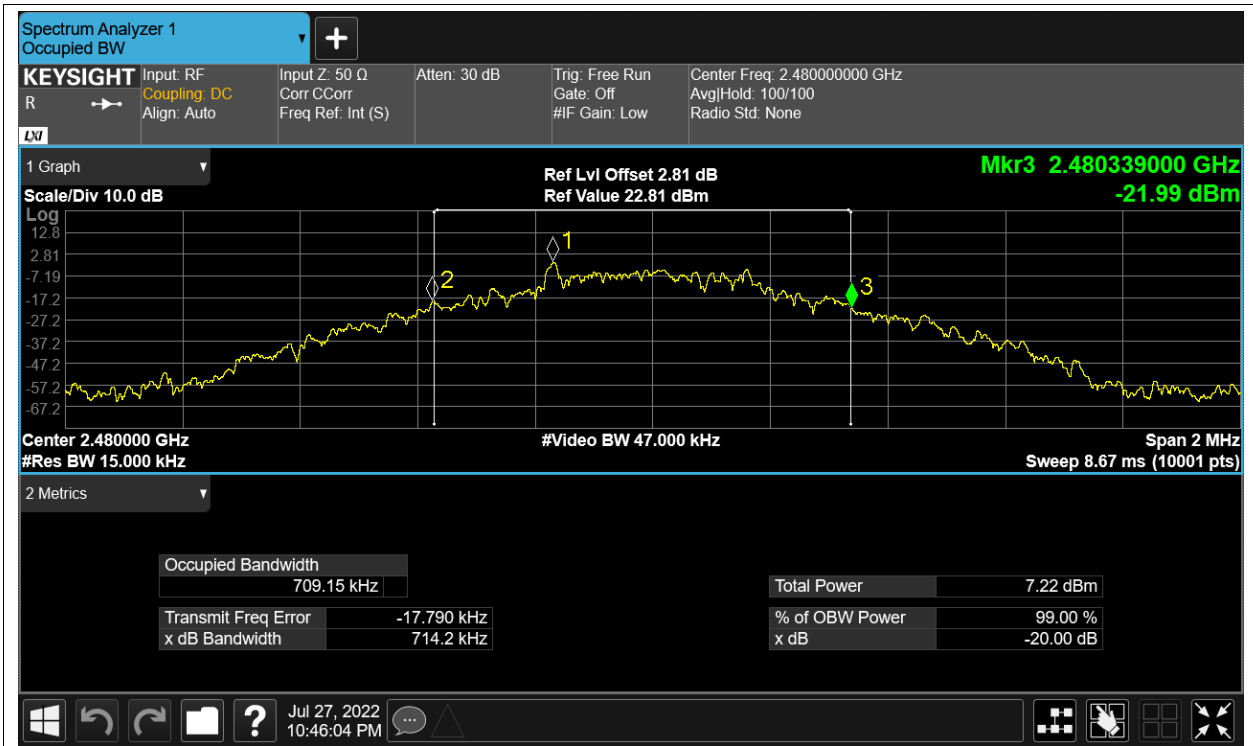 Spectrum Analyzer 1
Occupied BW
KEYSIGHT
R
LXI
Input: RF
Coupling: DC
Align: Auto
Input Z: 50 Ω
Corr CCorr
Freq Ref: Int (S)
Atten: 30 dB
Trig: Free Run
Gate: Off
#IF Gain: Low
Center Freq: 2.480000000 GHz
Avg|Hold: 100/100
Radio Std: None
1 Graph
Scale/Div 10.0 dB
Ref Lvl Offset 2.81 dB
Ref Value 22.81 dBm
Mkr3 2.480339000 GHz
-21.99 dBm
Log
12.8
2.81
-7.19
-17.2
-27.2
-37.2
-47.2
-57.2
-67.2
1
2
3
Center 2.480000 GHz
#Res BW 15.000 kHz
#Video BW 47.000 kHz
Span 2 MHz
Sweep 8.67 ms (10001 pts)
2 Metrics
Occupied Bandwidth
709.15 kHz
Transmit Freq Error -17.790 kHz
x dB Bandwidth 714.2 kHz
Total Power 7.22 dBm
% of OBW Power 99.00 %
x dB -20.00 dB
?
Jul 27, 2022
10:46:04 PM